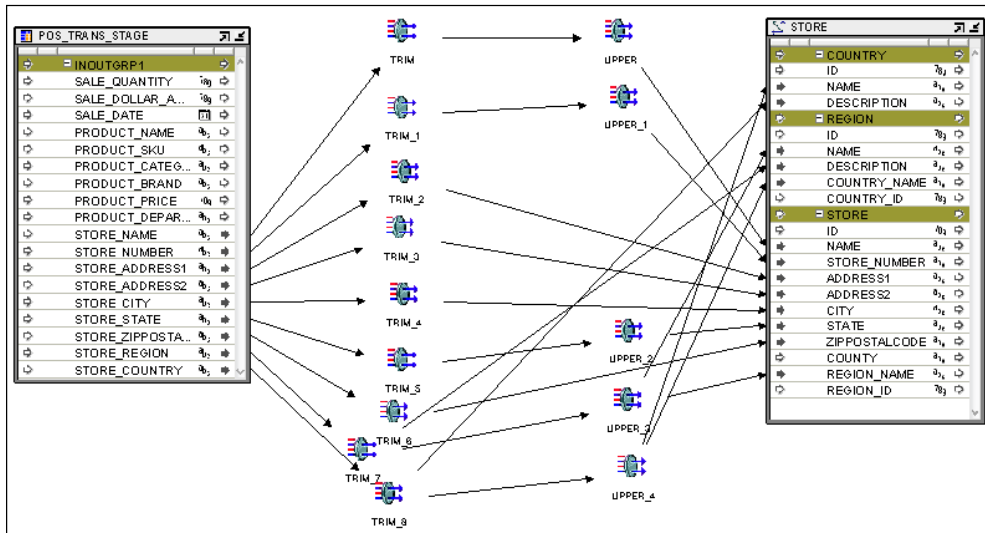 POS_TRANS_STAGE
INOUTGRP1
SALE_QUANTITY
SALE_DOLLAR_A...
SALE_DATE
PRODUCT_NAME
PRODUCT_SKU
PRODUCT_CATEG...
PRODUCT_BRAND
PRODUCT_PRICE
PRODUCT_DEPAR...
STORE_NAME
STORE_NUMBER
STORE_ADDRESS1
STORE_ADDRESS2
STORE_CITY
STORE_STATE
STORE_ZIPPOSTA...
STORE_REGION
STORE_COUNTRY
TRIM
TRIM_1
TRIM_2
TRIM_3
TRIM_4
TRIM_5
TRIM_6
TRIM_7
TRIM_8
UPPER
UPPER_1
UPPER_2
UPPER_3
UPPER_4
STORE
COUNTRY
ID
NAME
DESCRIPTION
REGION
ID
NAME
DESCRIPTION
COUNTRY_NAME
COUNTRY_ID
STORE
ID
NAME
STORE_NUMBER
ADDRESS1
ADDRESS2
CITY
STATE
ZIPPOSTALCODE
COUNTY
REGION_NAME
REGION_ID